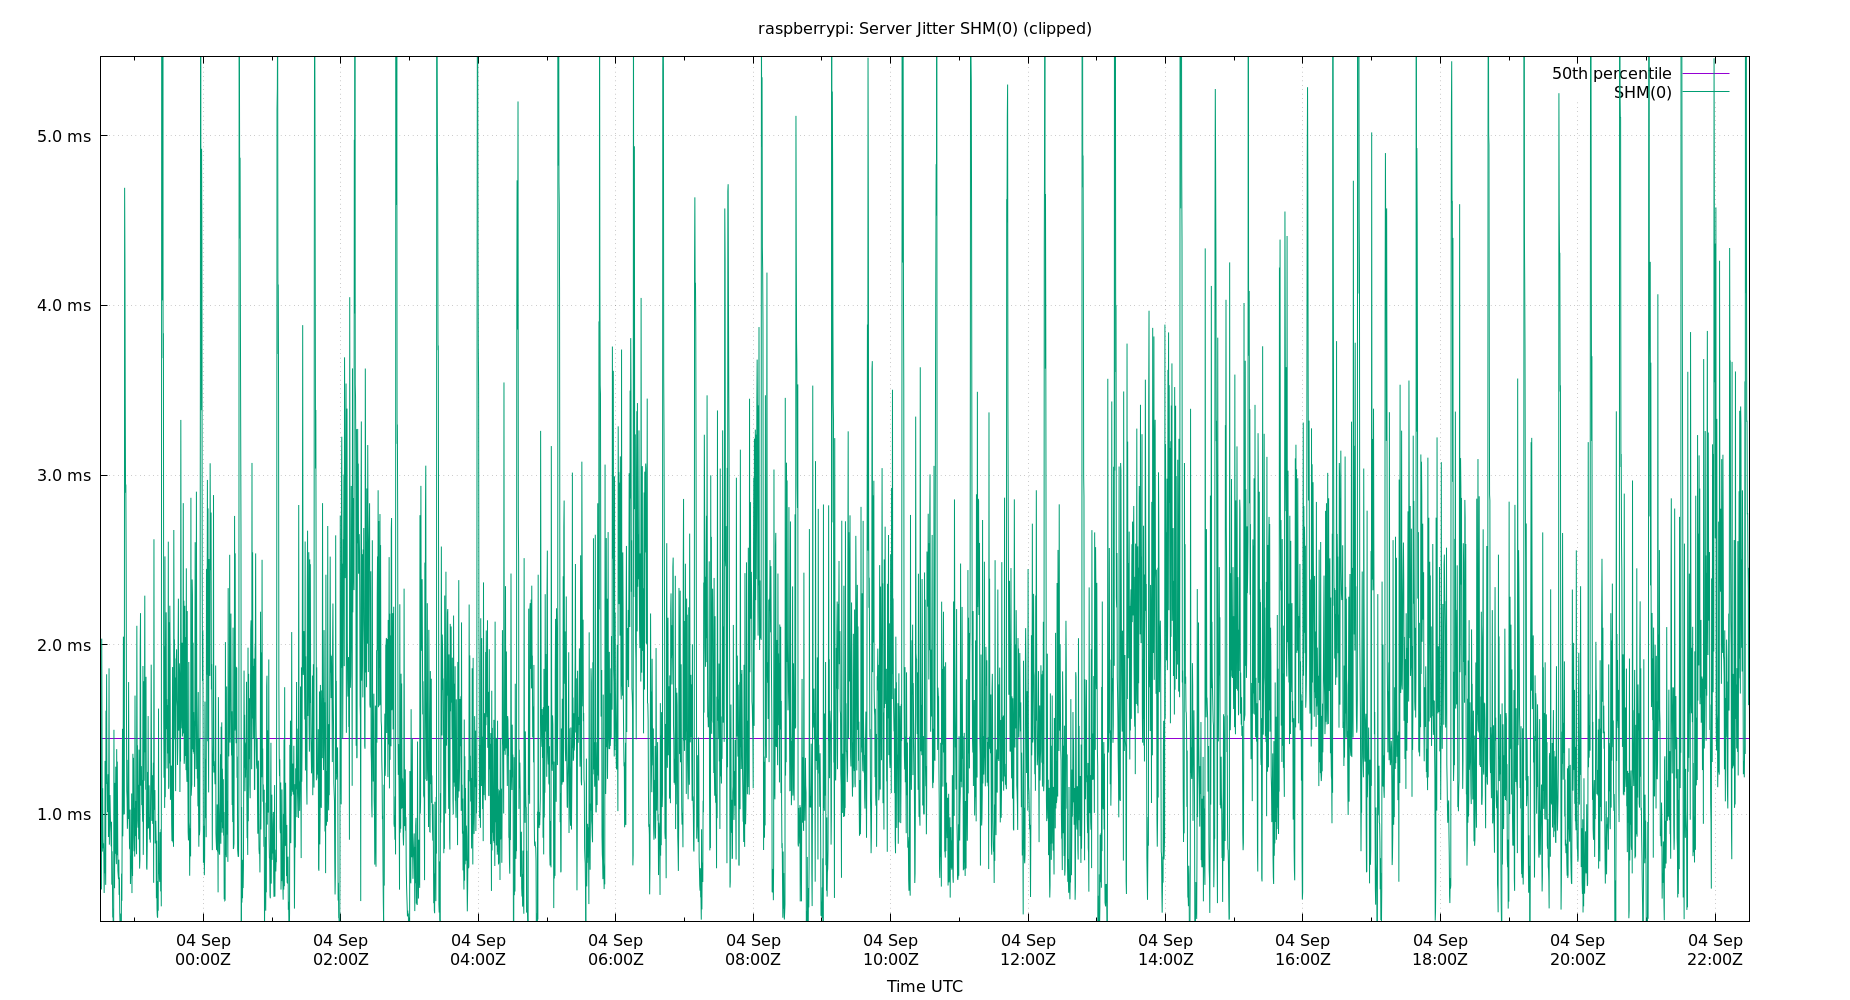 raspberrypi: Server Jitter SHM(0) (clipped)
50th percentile
SHM(0)
5.0 ms
4.0 ms
3.0 ms
2.0 ms
1.0 ms
04 Sep 04 Sep 04 Sep 04 Sep 04 Sep 04 Sep 04 Sep 04 Sep 04 Sep 04 Sep 04 Sep 04 Sep
00:00Z 02:00Z 04:00Z 06:00Z 08:00Z 10:00Z 12:00Z 14:00Z 16:00Z 18:00Z 20:00Z 22:00Z
Time UTC